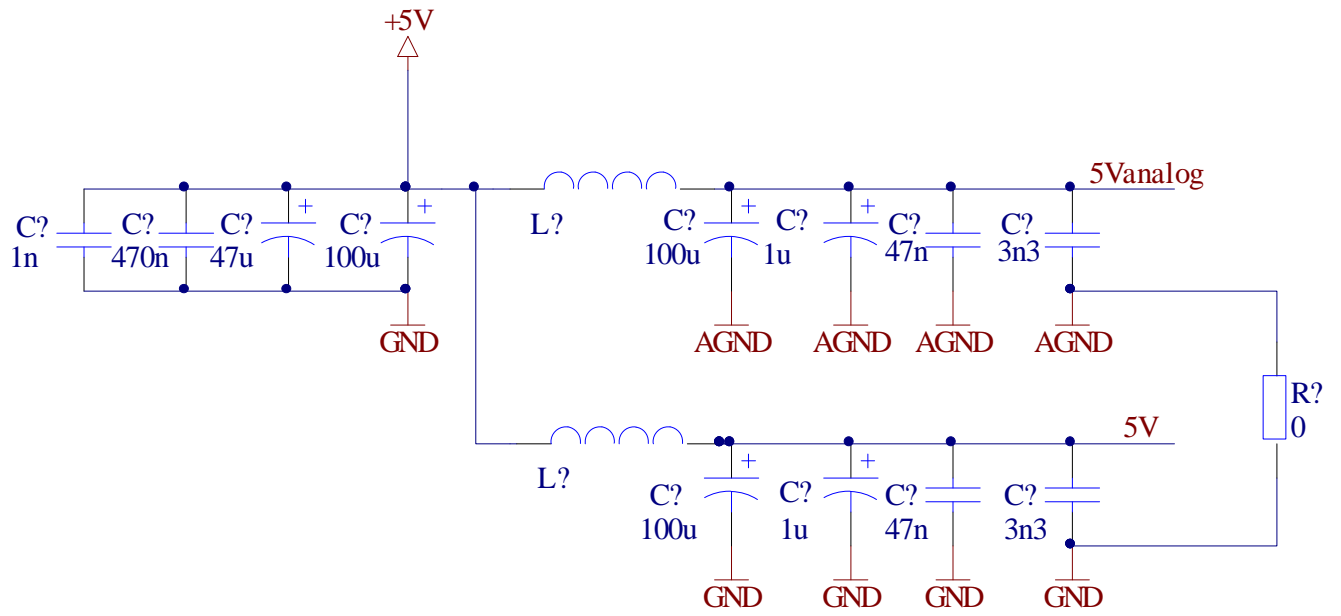 +5V
5Vanalog
C?
1n
C?
470n
+
C?
47u
+
C?
100u
L?
+
C?
100u
+
C?
1u
C?
47n
C?
3n3
GND
AGND
AGND
AGND
AGND
R?
0
5V
L?
+
C?
100u
+
C?
1u
C?
47n
C?
3n3
GND
GND
GND
GND